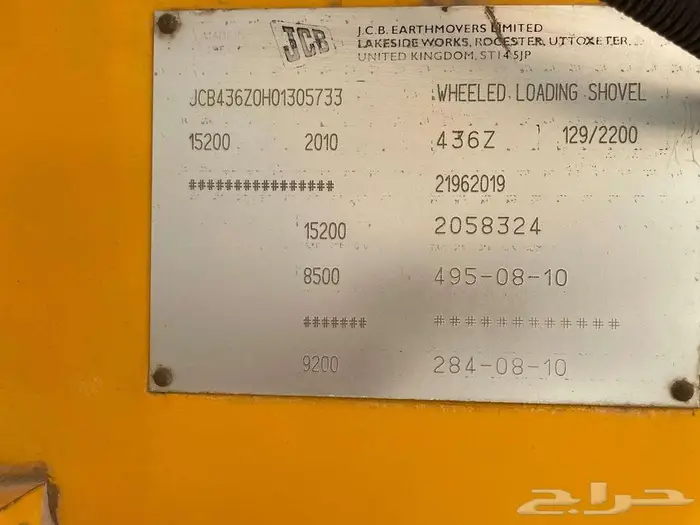 JCB
J.C.B. EARTHMOVERS LIMITED
LAKESIDE WORKS, ROCESTER, UTTOXETER,
UNITED KINGDOM, ST14 5JP
JCB436Z0H01305733 WHEELED LOADING SHOVEL
15200 2010 436Z 129/2200
################ 21962019
15200 2058324
8500 495-08-10
####### ############
9200 284-08-10
حراج